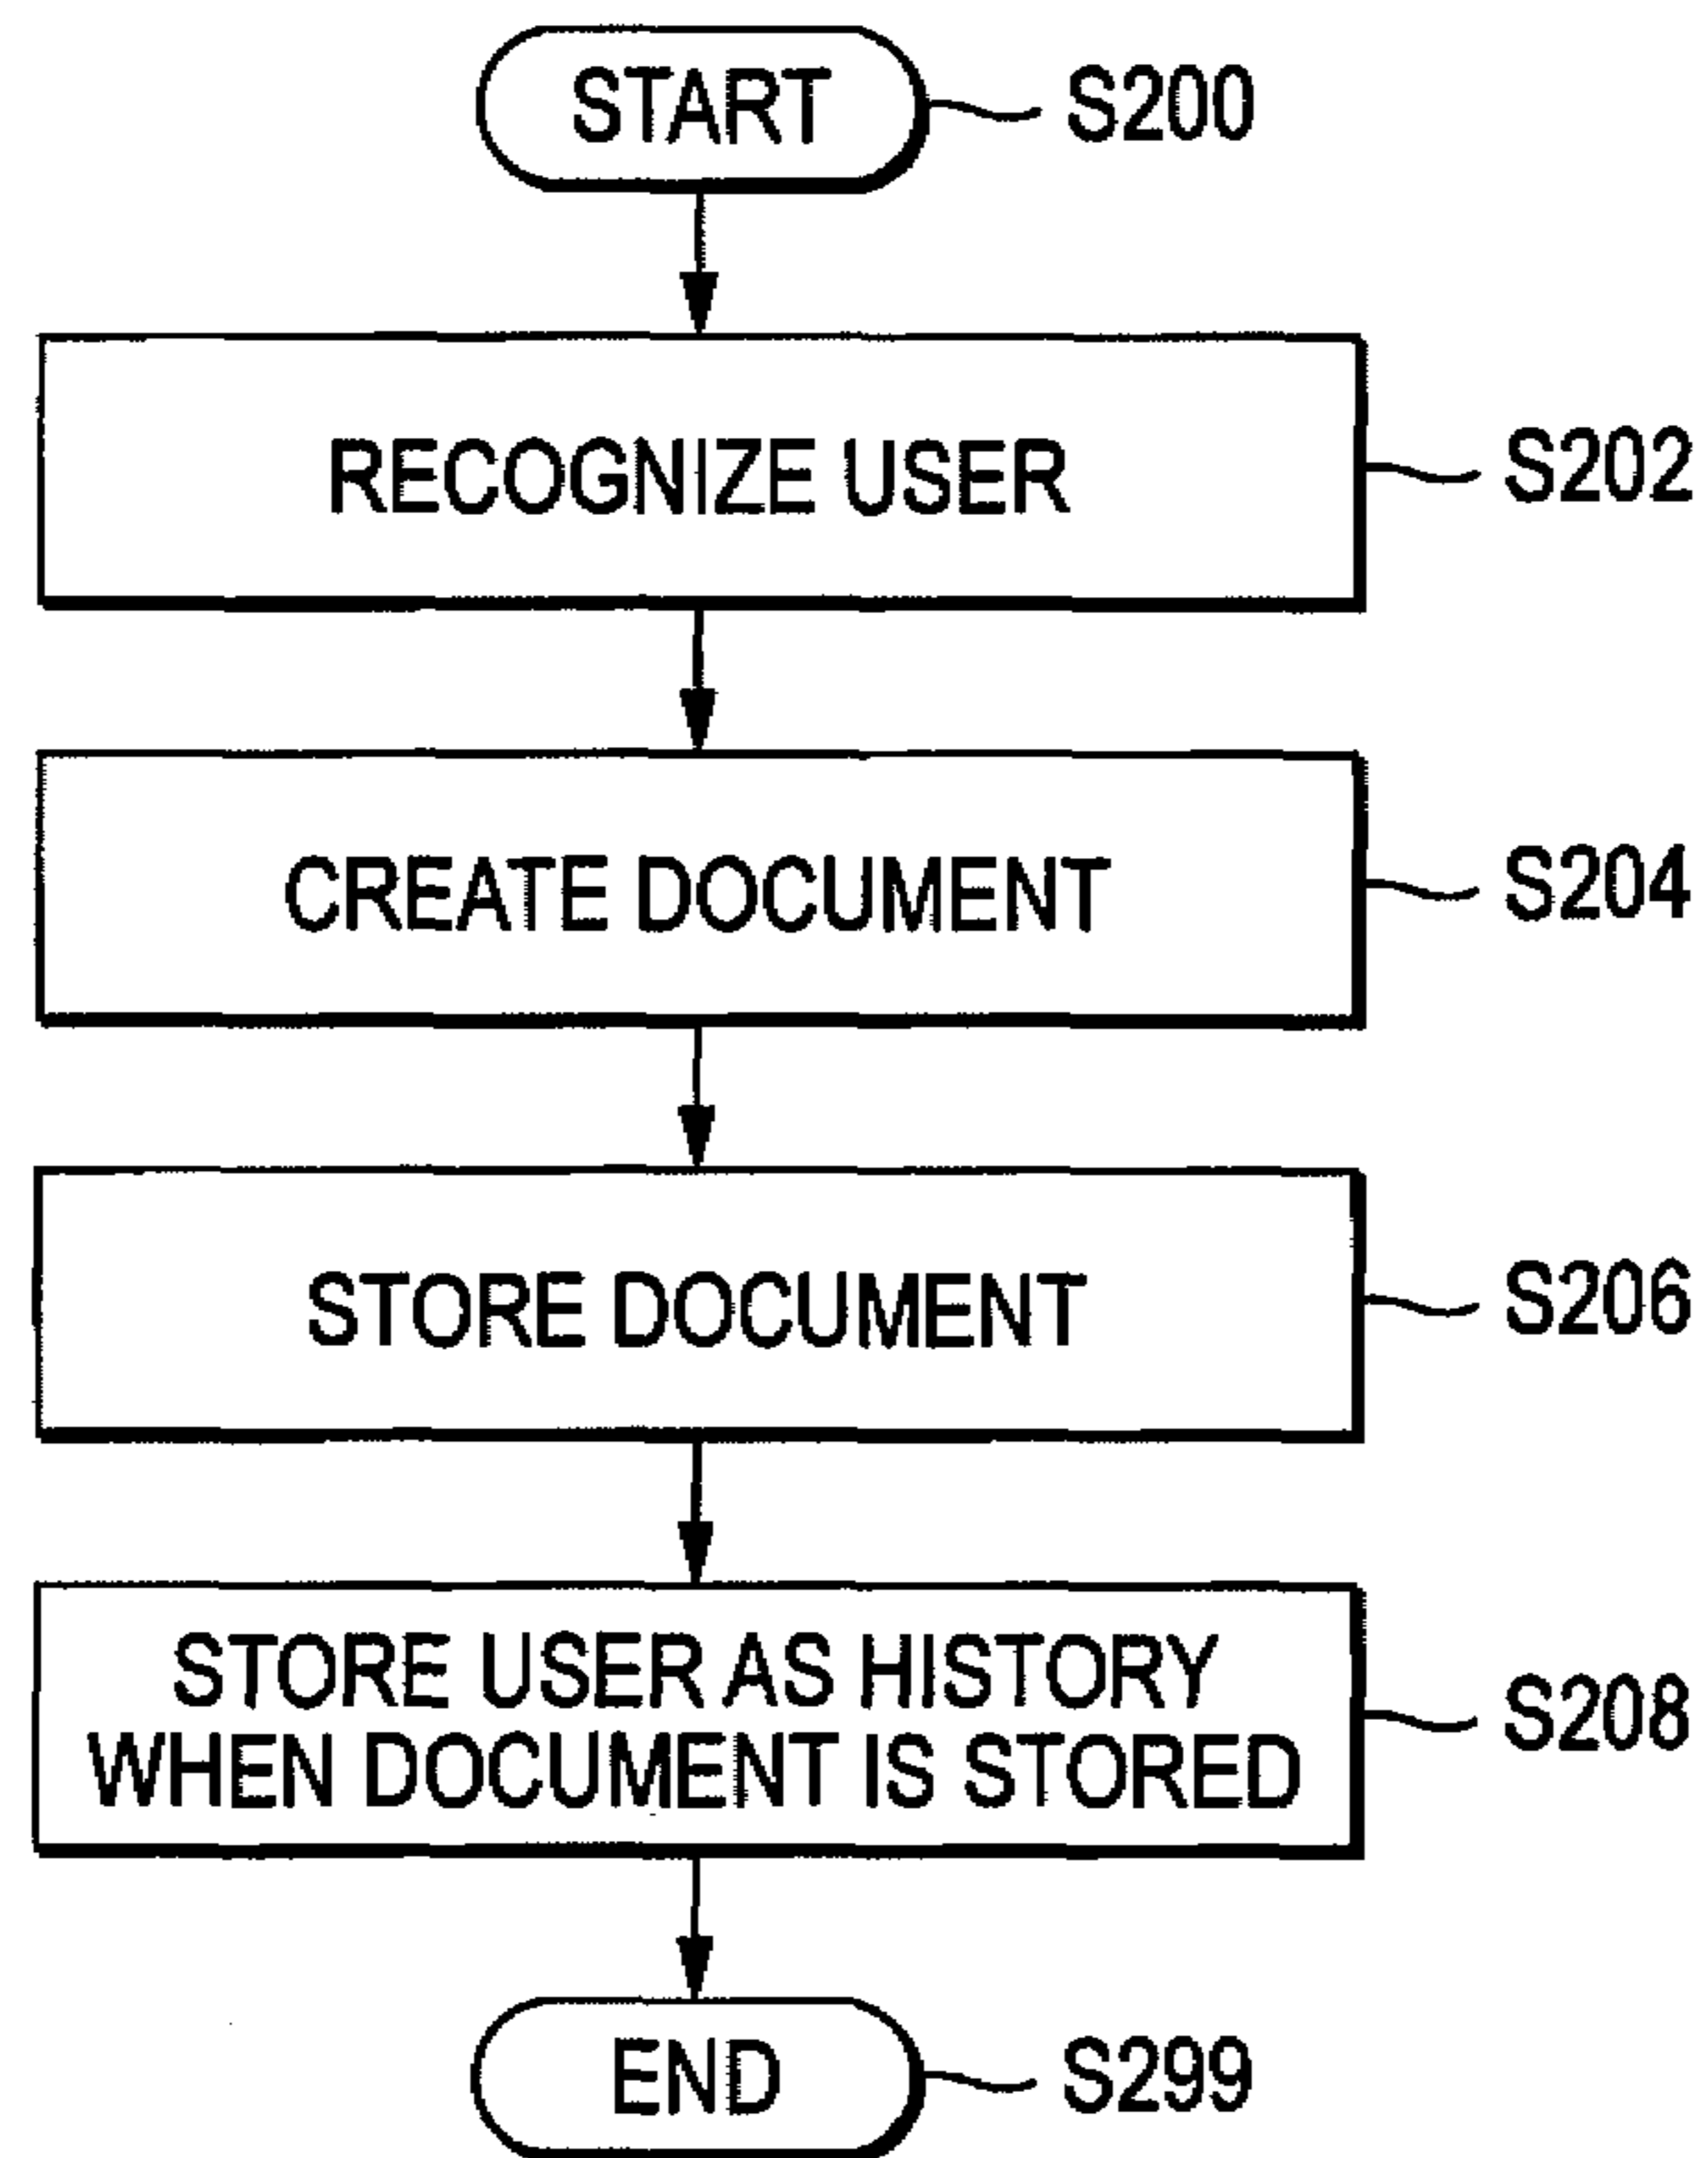 START S200
RECOGNIZE USER S202
CREATE DOCUMENT S204
STORE DOCUMENT S206
STORE USER AS HISTORY
WHEN DOCUMENT IS STORED S208
END S299